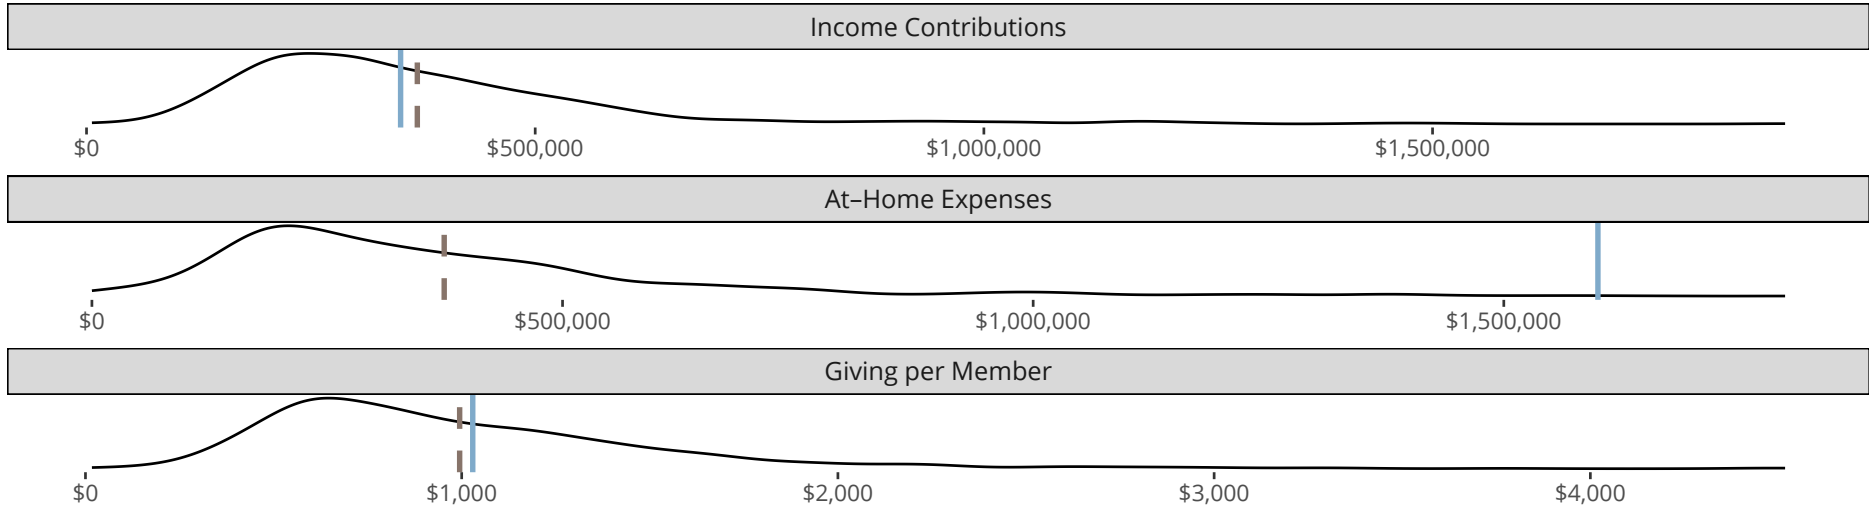 Income Contributions
$0 $500,000 $1,000,000 $1,500,000
At–Home Expenses
$0 $500,000 $1,000,000 $1,500,000
Giving per Member
$0 $1,000 $2,000 $3,000 $4,000